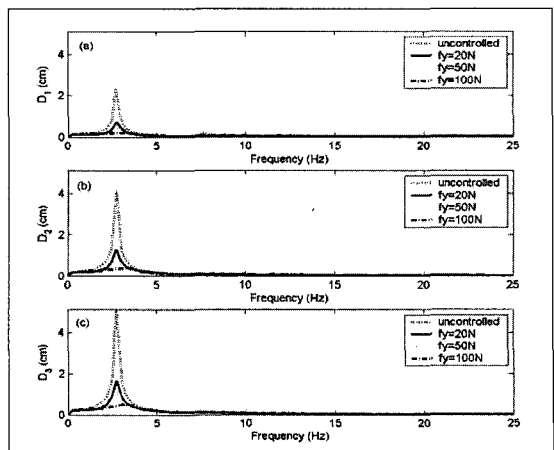 (a)
uncontrolled
fy=20N
fy=50N
fy=100N
D1 (cm)
4
2
0
0 5 10 15 20 25
Frequency (Hz)
(b)
uncontrolled
fy=20N
fy=50N
fy=100N
D2 (cm)
4
2
0
0 5 10 15 20 25
Frequency (Hz)
(c)
uncontrolled
fy=20N
fy=50N
fy=100N
D3 (cm)
4
2
0
0 5 10 15 20 25
Frequency (Hz)